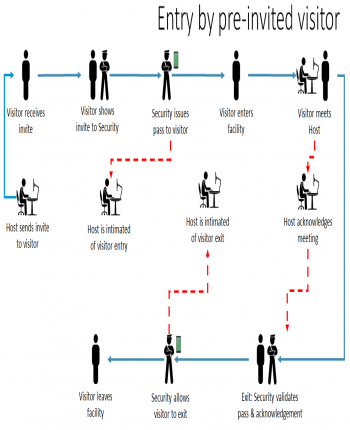 Entry by pre-invited visitor
Visitor receives
invite
Visitor shows
invite to Security
Security issues
pass to visitor
Visitor enters
facility
Visitor meets
Host
Host sends invite
to visitor
Host is intimated
of visitor entry
Host is intimated
of visitor exit
Host acknowledges
meeting
Visitor leaves
facility
Security allows
visitor to exit
Exit: Security validates
pass & acknowledgement